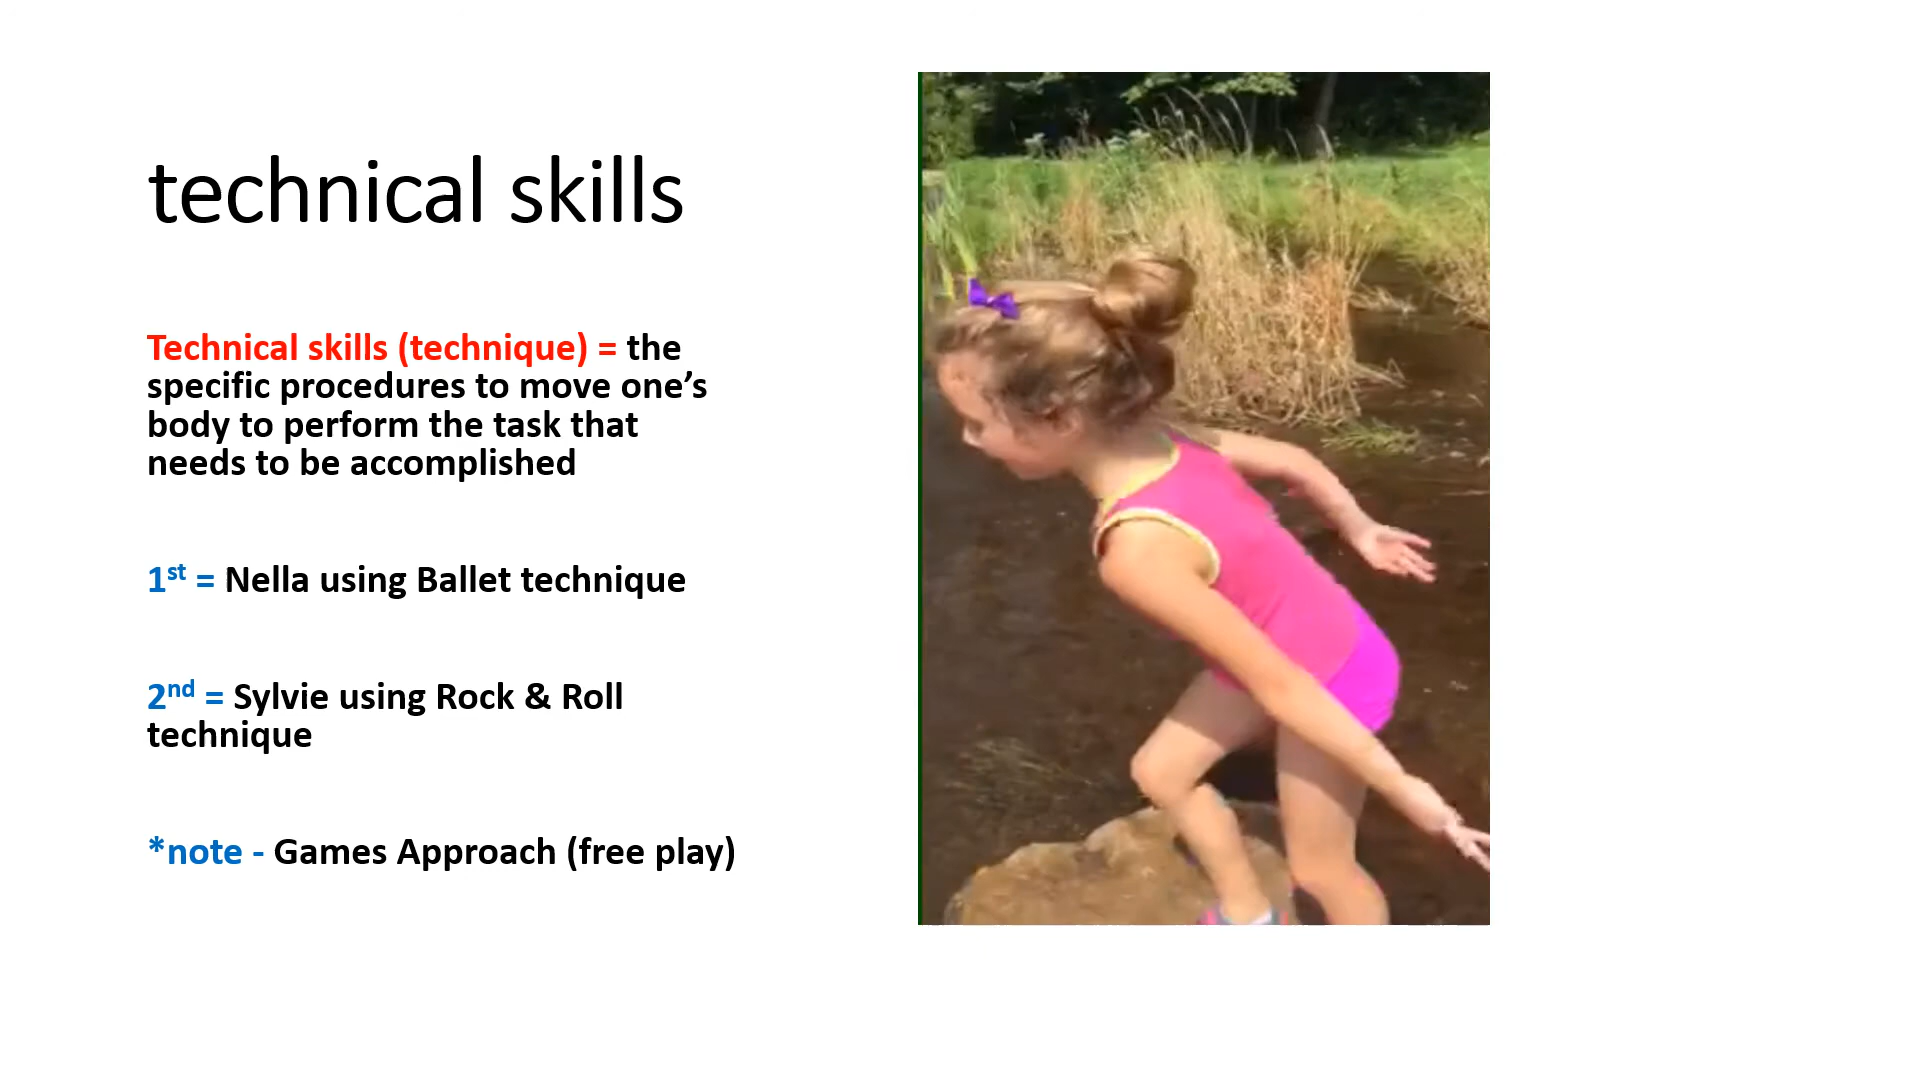 technical skills
Technical skills (technique) = the
specific procedures to move one’s
body to perform the task that
needs to be accomplished
1st = Nella using Ballet technique
2nd = Sylvie using Rock & Roll
technique
*note - Games Approach (free play)